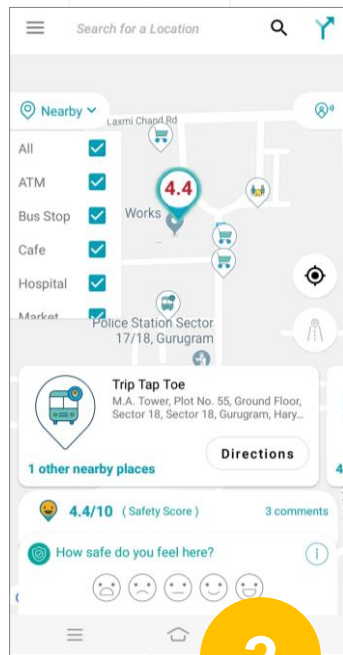 Search for a Location
Nearby
Laxmi Chand Rd
All
ATM
4.4
Bus Stop
Works
Cafe
Hospital
Market
Police Station Sector
17/18, Gurugram
Trip Tap Toe
M.A. Tower, Plot No. 55, Ground Floor,
Sector 18, Sector 18, Gurugram, Hary...
Directions
1 other nearby places
4
4.4/10 (Safety Score)
3 comments
How safe do you feel here?